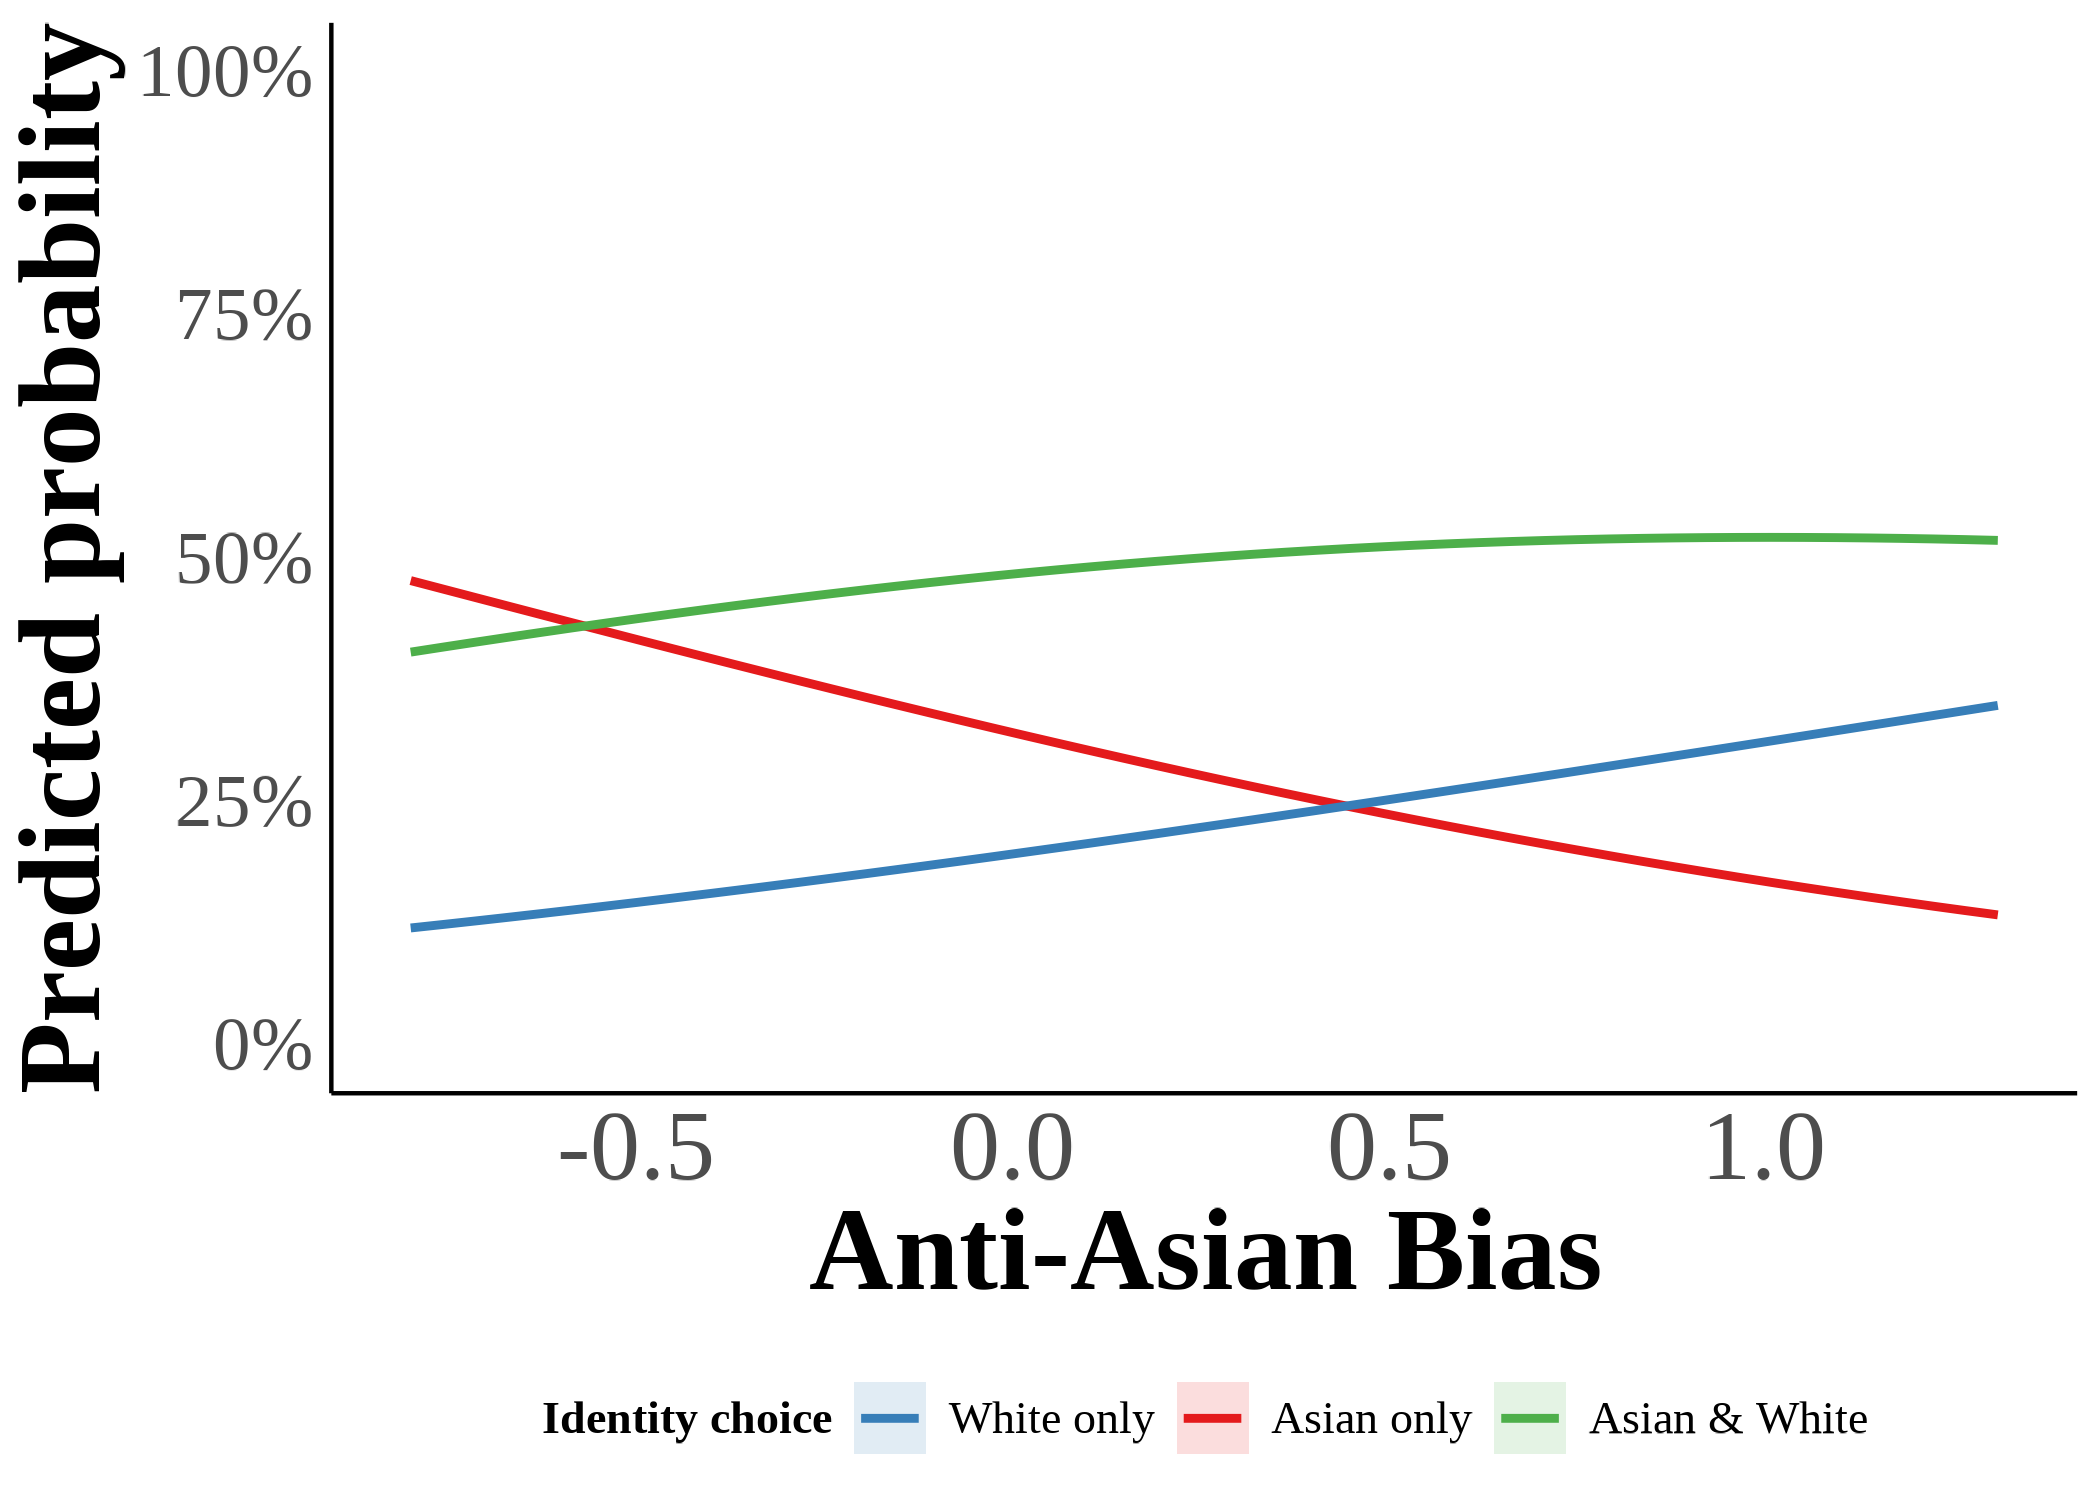 Predicted probability
100%
75%
50%
25%
0%
-0.5 0.0 0.5 1.0
Anti-Asian Bias
Identity choice White only Asian only Asian & White